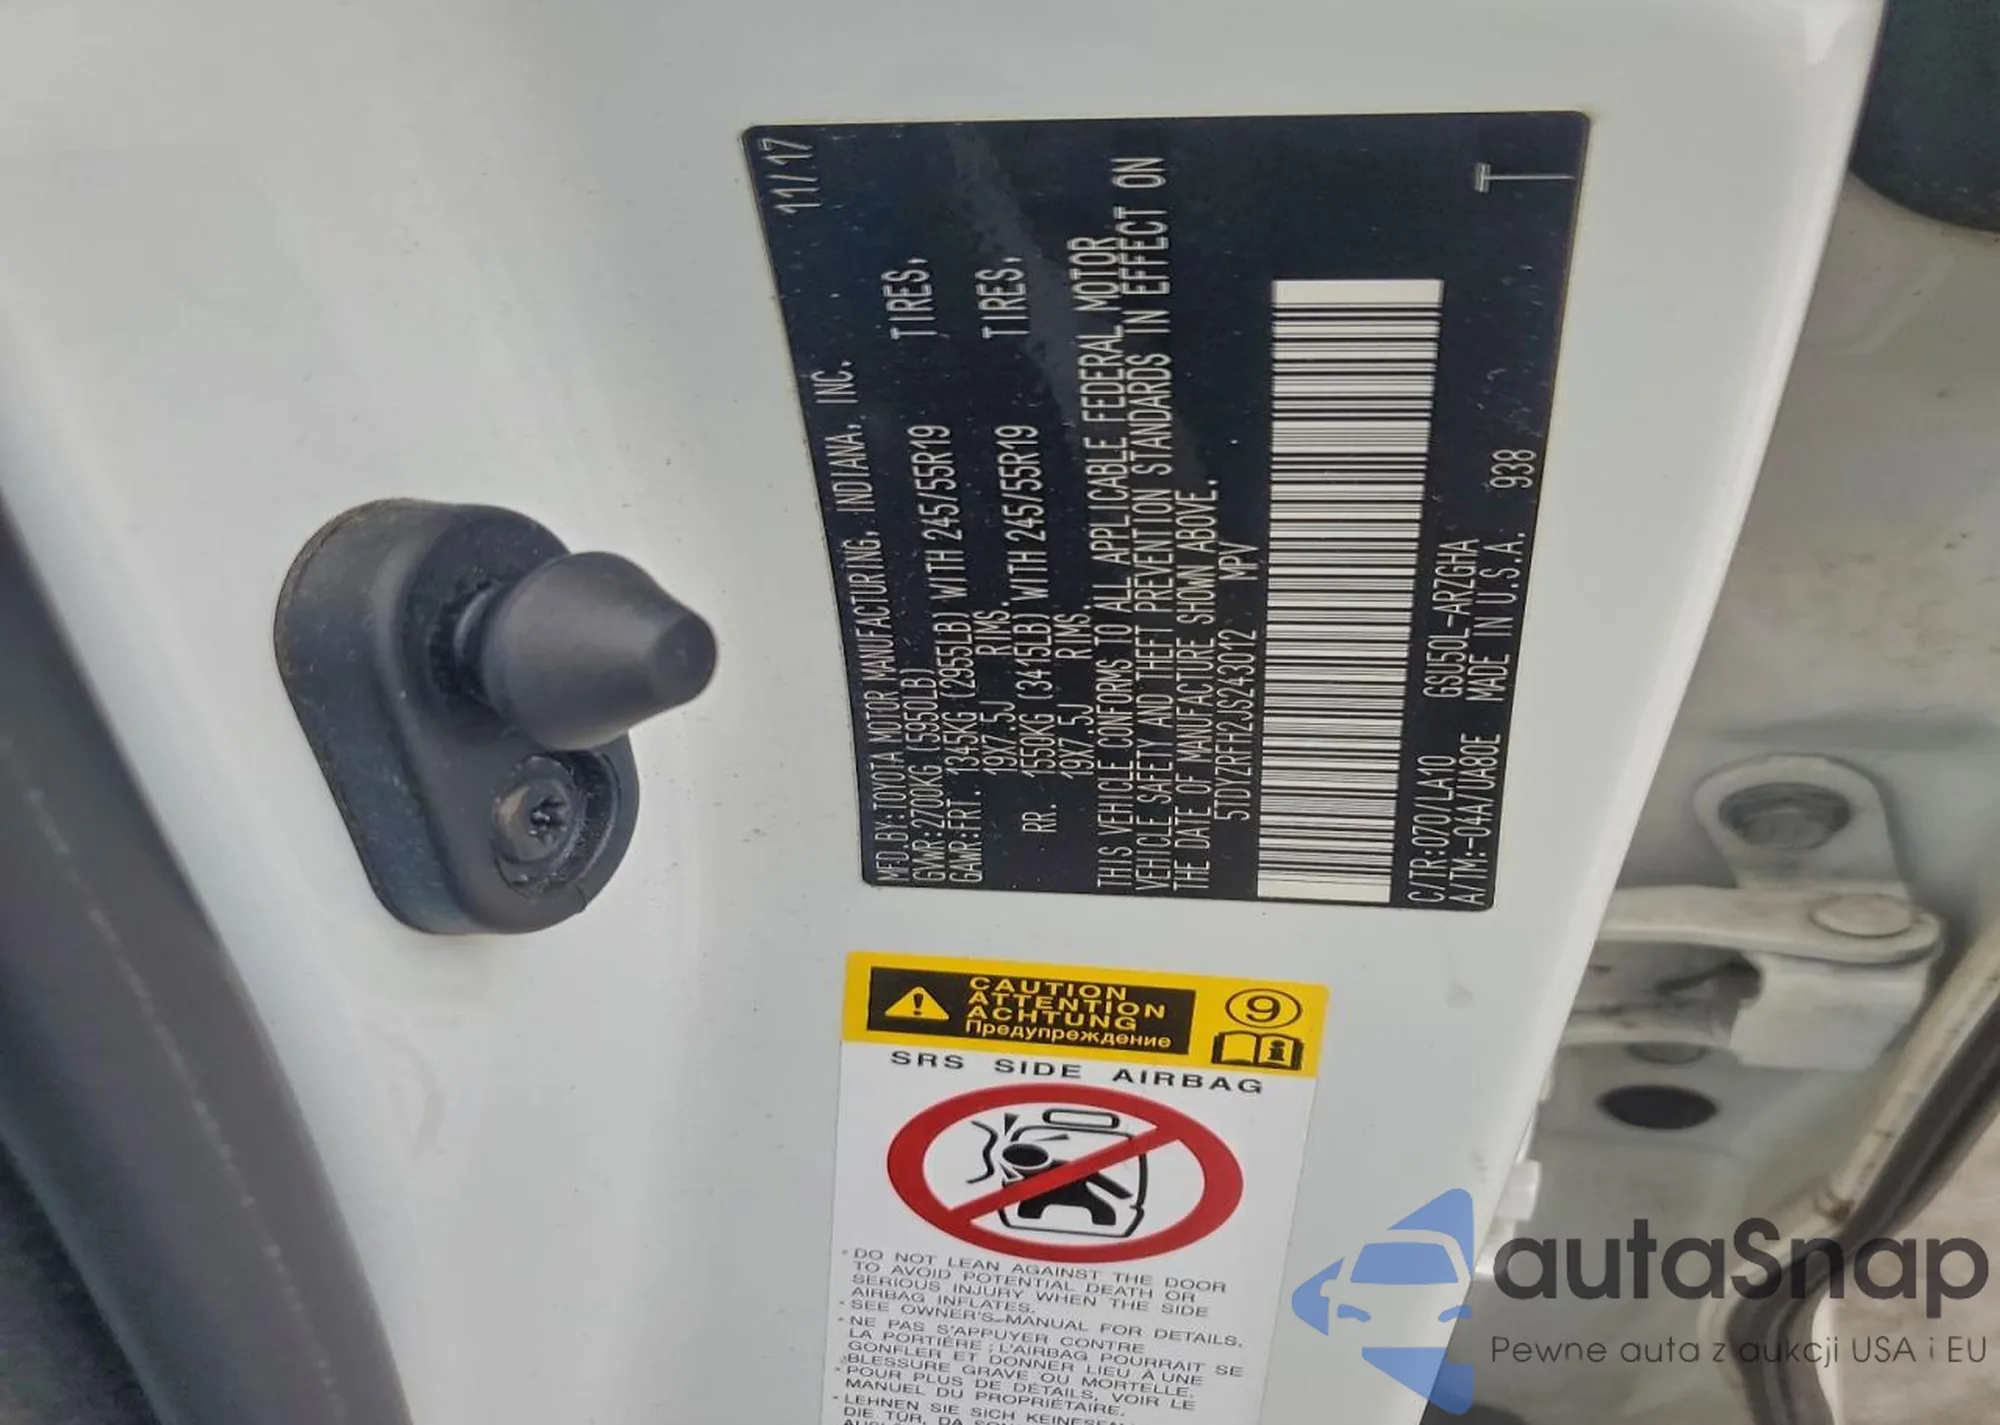 MFD.BY:TOYOTA MOTOR MANUFACTURING, INDIANA, INC. 11/17
GVWR:2700KG (5950LB)
GAWR:FRT. 1345KG (2955LB) WITH 245/55R19 TIRES,
19X7.5J RIMS.
RR. 1550KG (3415LB) WITH 245/55R19 TIRES,
19X7.5J RIMS.
THIS VEHICLE CONFORMS TO ALL APPLICABLE FEDERAL MOTOR
VEHICLE SAFETY AND THEFT PREVENTION STANDARDS IN EFFECT ON
THE DATE OF MANUFACTURE SHOWN ABOVE.
5TDYZRFH2JS243012 MPV
C/TR:070/LA10 GSU50L-ARZGHA
A/TM:-04A/UA80E MADE IN U.S.A. 938
T
CAUTION
ATTENTION
ACHTUNG
Предупреждение
9
i
SRS SIDE AIRBAG
•DO NOT LEAN AGAINST THE DOOR
TO AVOID POTENTIAL DEATH OR
SERIOUS INJURY WHEN THE SIDE
AIRBAG INFLATES.
•SEE OWNER'S MANUAL FOR DETAILS.
•NE PAS S'APPUYER CONTRE
LA PORTIÈRE ; L'AIRBAG POURRAIT SE
GONFLER ET DONNER LIEU À UNE
BLESSURE GRAVE OU MORTELLE.
•POUR PLUS DE DÉTAILS, VOIR LE
MANUEL DU PROPRIÉTAIRE.
•LEHNEN SIE SICH KEINESFA
DIE TÜR, DA
autaSnap
Pewne auta z aukcji USA i EU